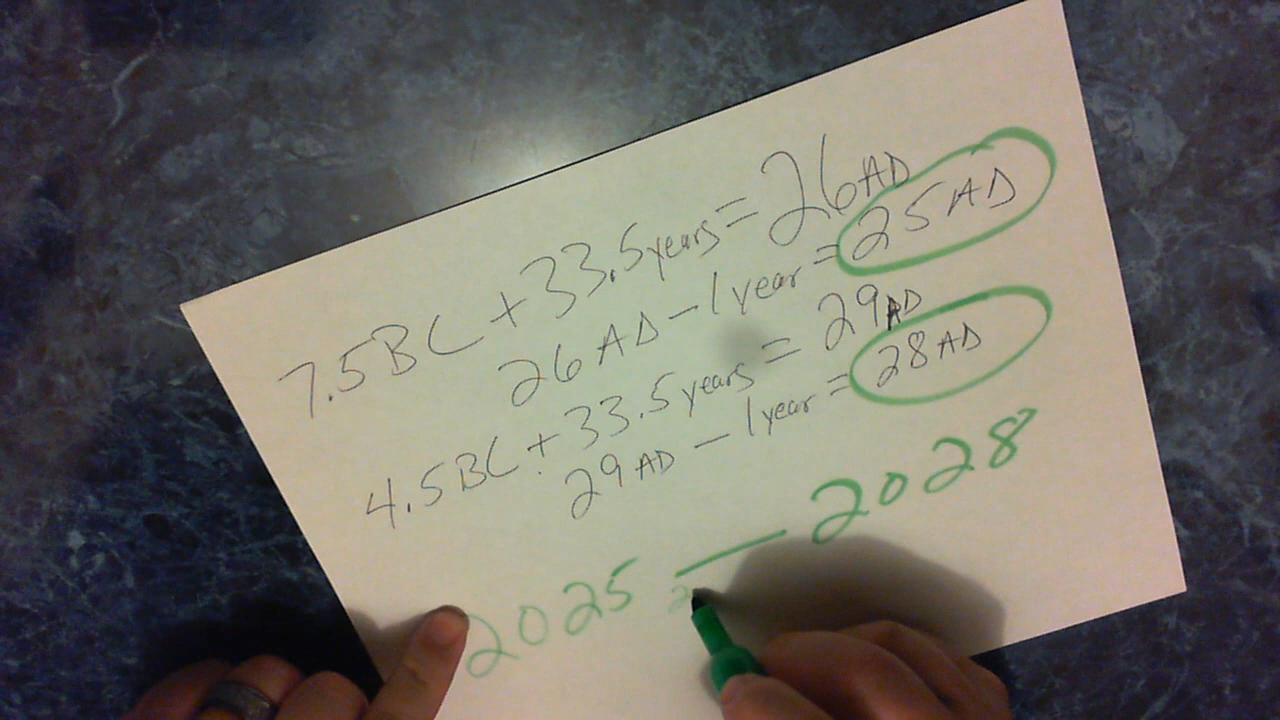 7.5BC + 33.5years = 26AD
26AD - 1year = 25AD
4.5BC + 33.5years = 29AD
29AD - 1year = 28AD
2025 — 2028